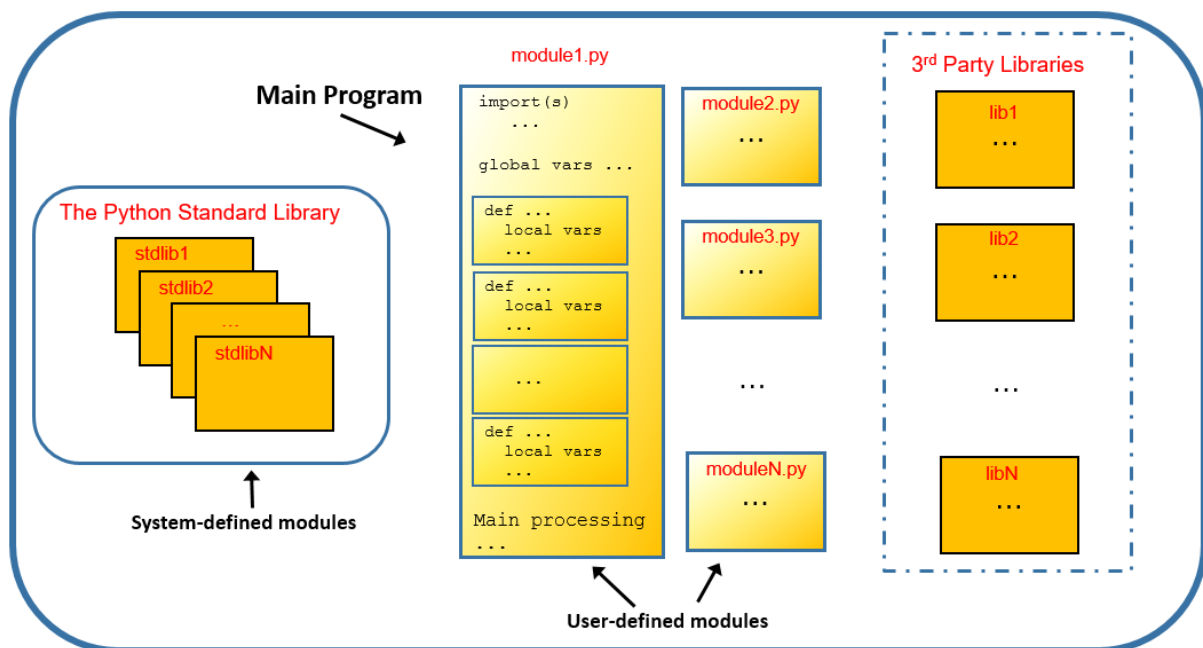 module1.py
Main Program
import(s)
...
global vars ...
def ...
local vars
...
def ...
local vars
...
...
def ...
local vars
...
Main processing
...
The Python Standard Library
stdlib1
stdlib2
...
stdlibN
System-defined modules
module2.py
...
module3.py
...
...
moduleN.py
...
User-defined modules
3rd Party Libraries
lib1
...
lib2
...
...
libN
...